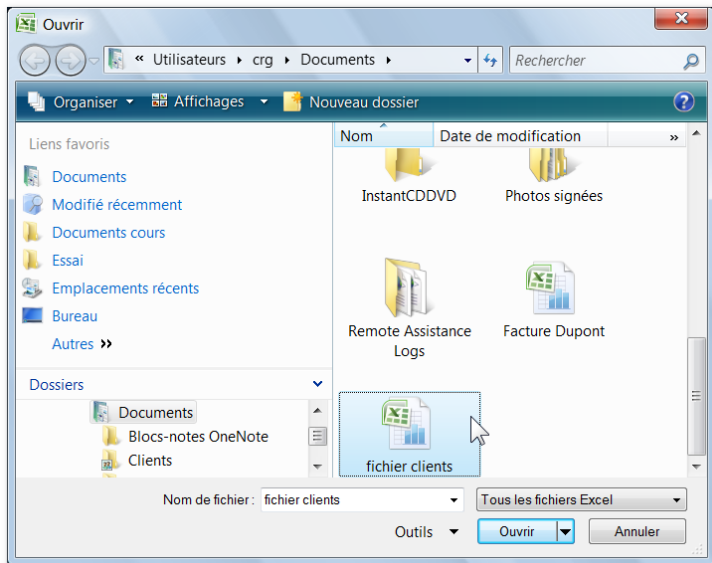 Ouvrir
« Utilisateurs crg Documents
Rechercher
Organiser Affichages Nouveau dossier
Liens favoris
Documents
Modifié récemment
Documents cours
Essai
Emplacements récents
Bureau
Autres »
Dossiers
Documents
Blocs-notes OneNote
Clients
Nom Date de modification »
InstantCDDVD Photos signées
Remote Assistance Facture Dupont
Logs
fichier clients
Nom de fichier : fichier clients Tous les fichiers Excel
Outils Ouvrir Annuler